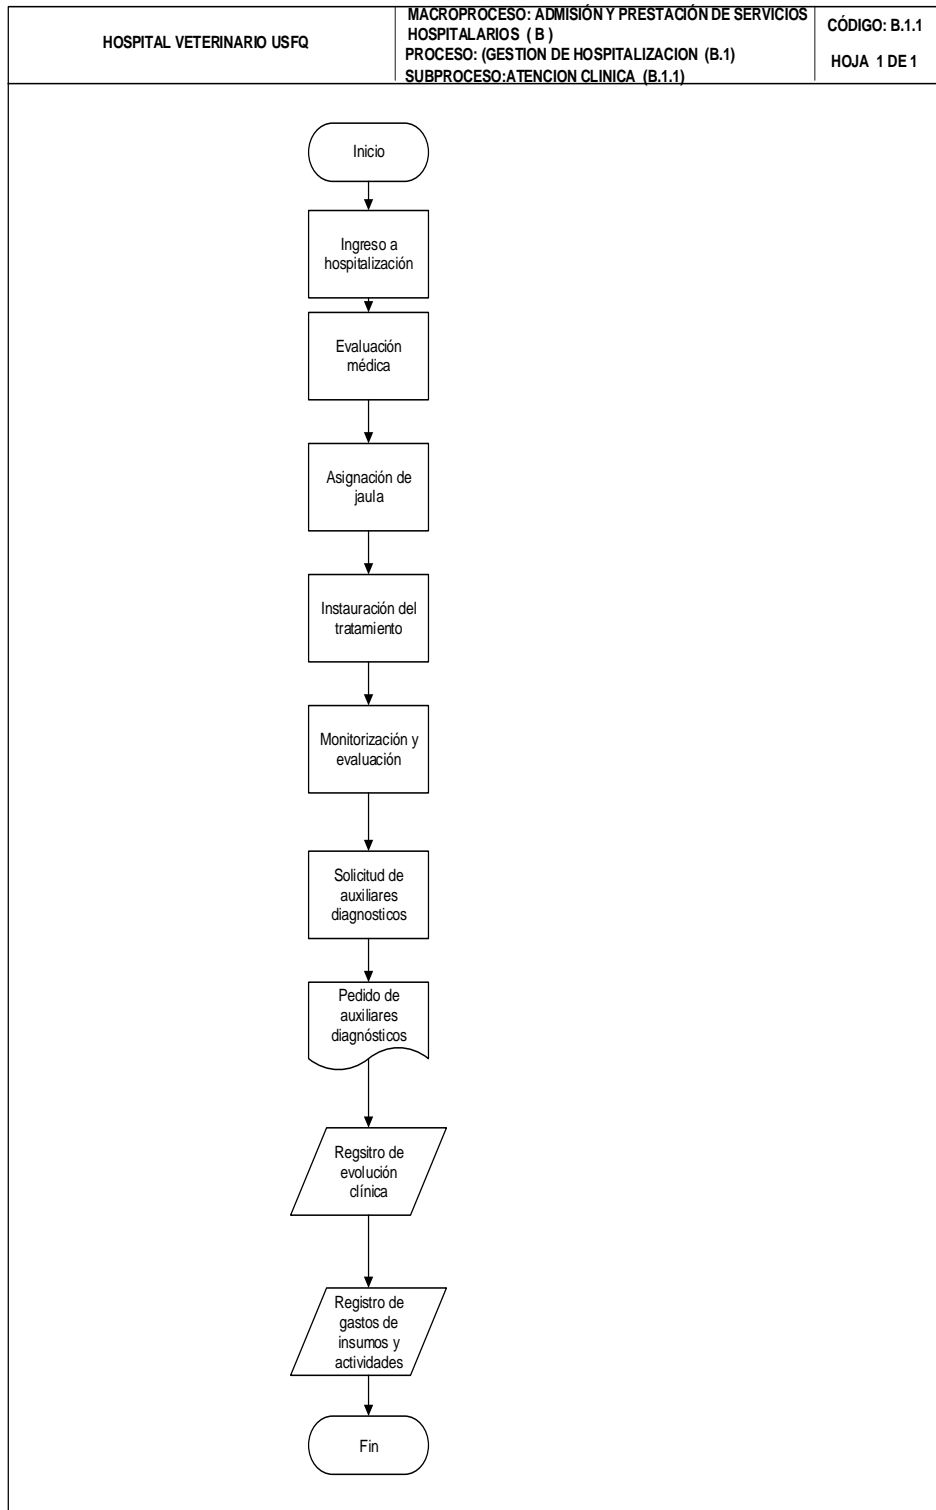 HOSPITAL VETERINARIO USFQ
MACROPROCESO: ADMISIÓN Y PRESTACIÓN DE SERVICIOS
HOSPITALARIOS ( B )
PROCESO: (GESTION DE HOSPITALIZACION (B.1)
SUBPROCESO:ATENCION CLINICA (B.1.1)
CÓDIGO: B.1.1
HOJA 1 DE 1
Inicio
Ingreso a
hospitalización
Evaluación
médica
Asignación de
jaula
Instauración del
tratamiento
Monitorización y
evaluación
Solicitud de
auxiliares
diagnosticos
Pedido de
auxiliares
diagnósticos
Regsitro de
evolución
clínica
Registro de
gastos de
insumos y
actividades
Fin